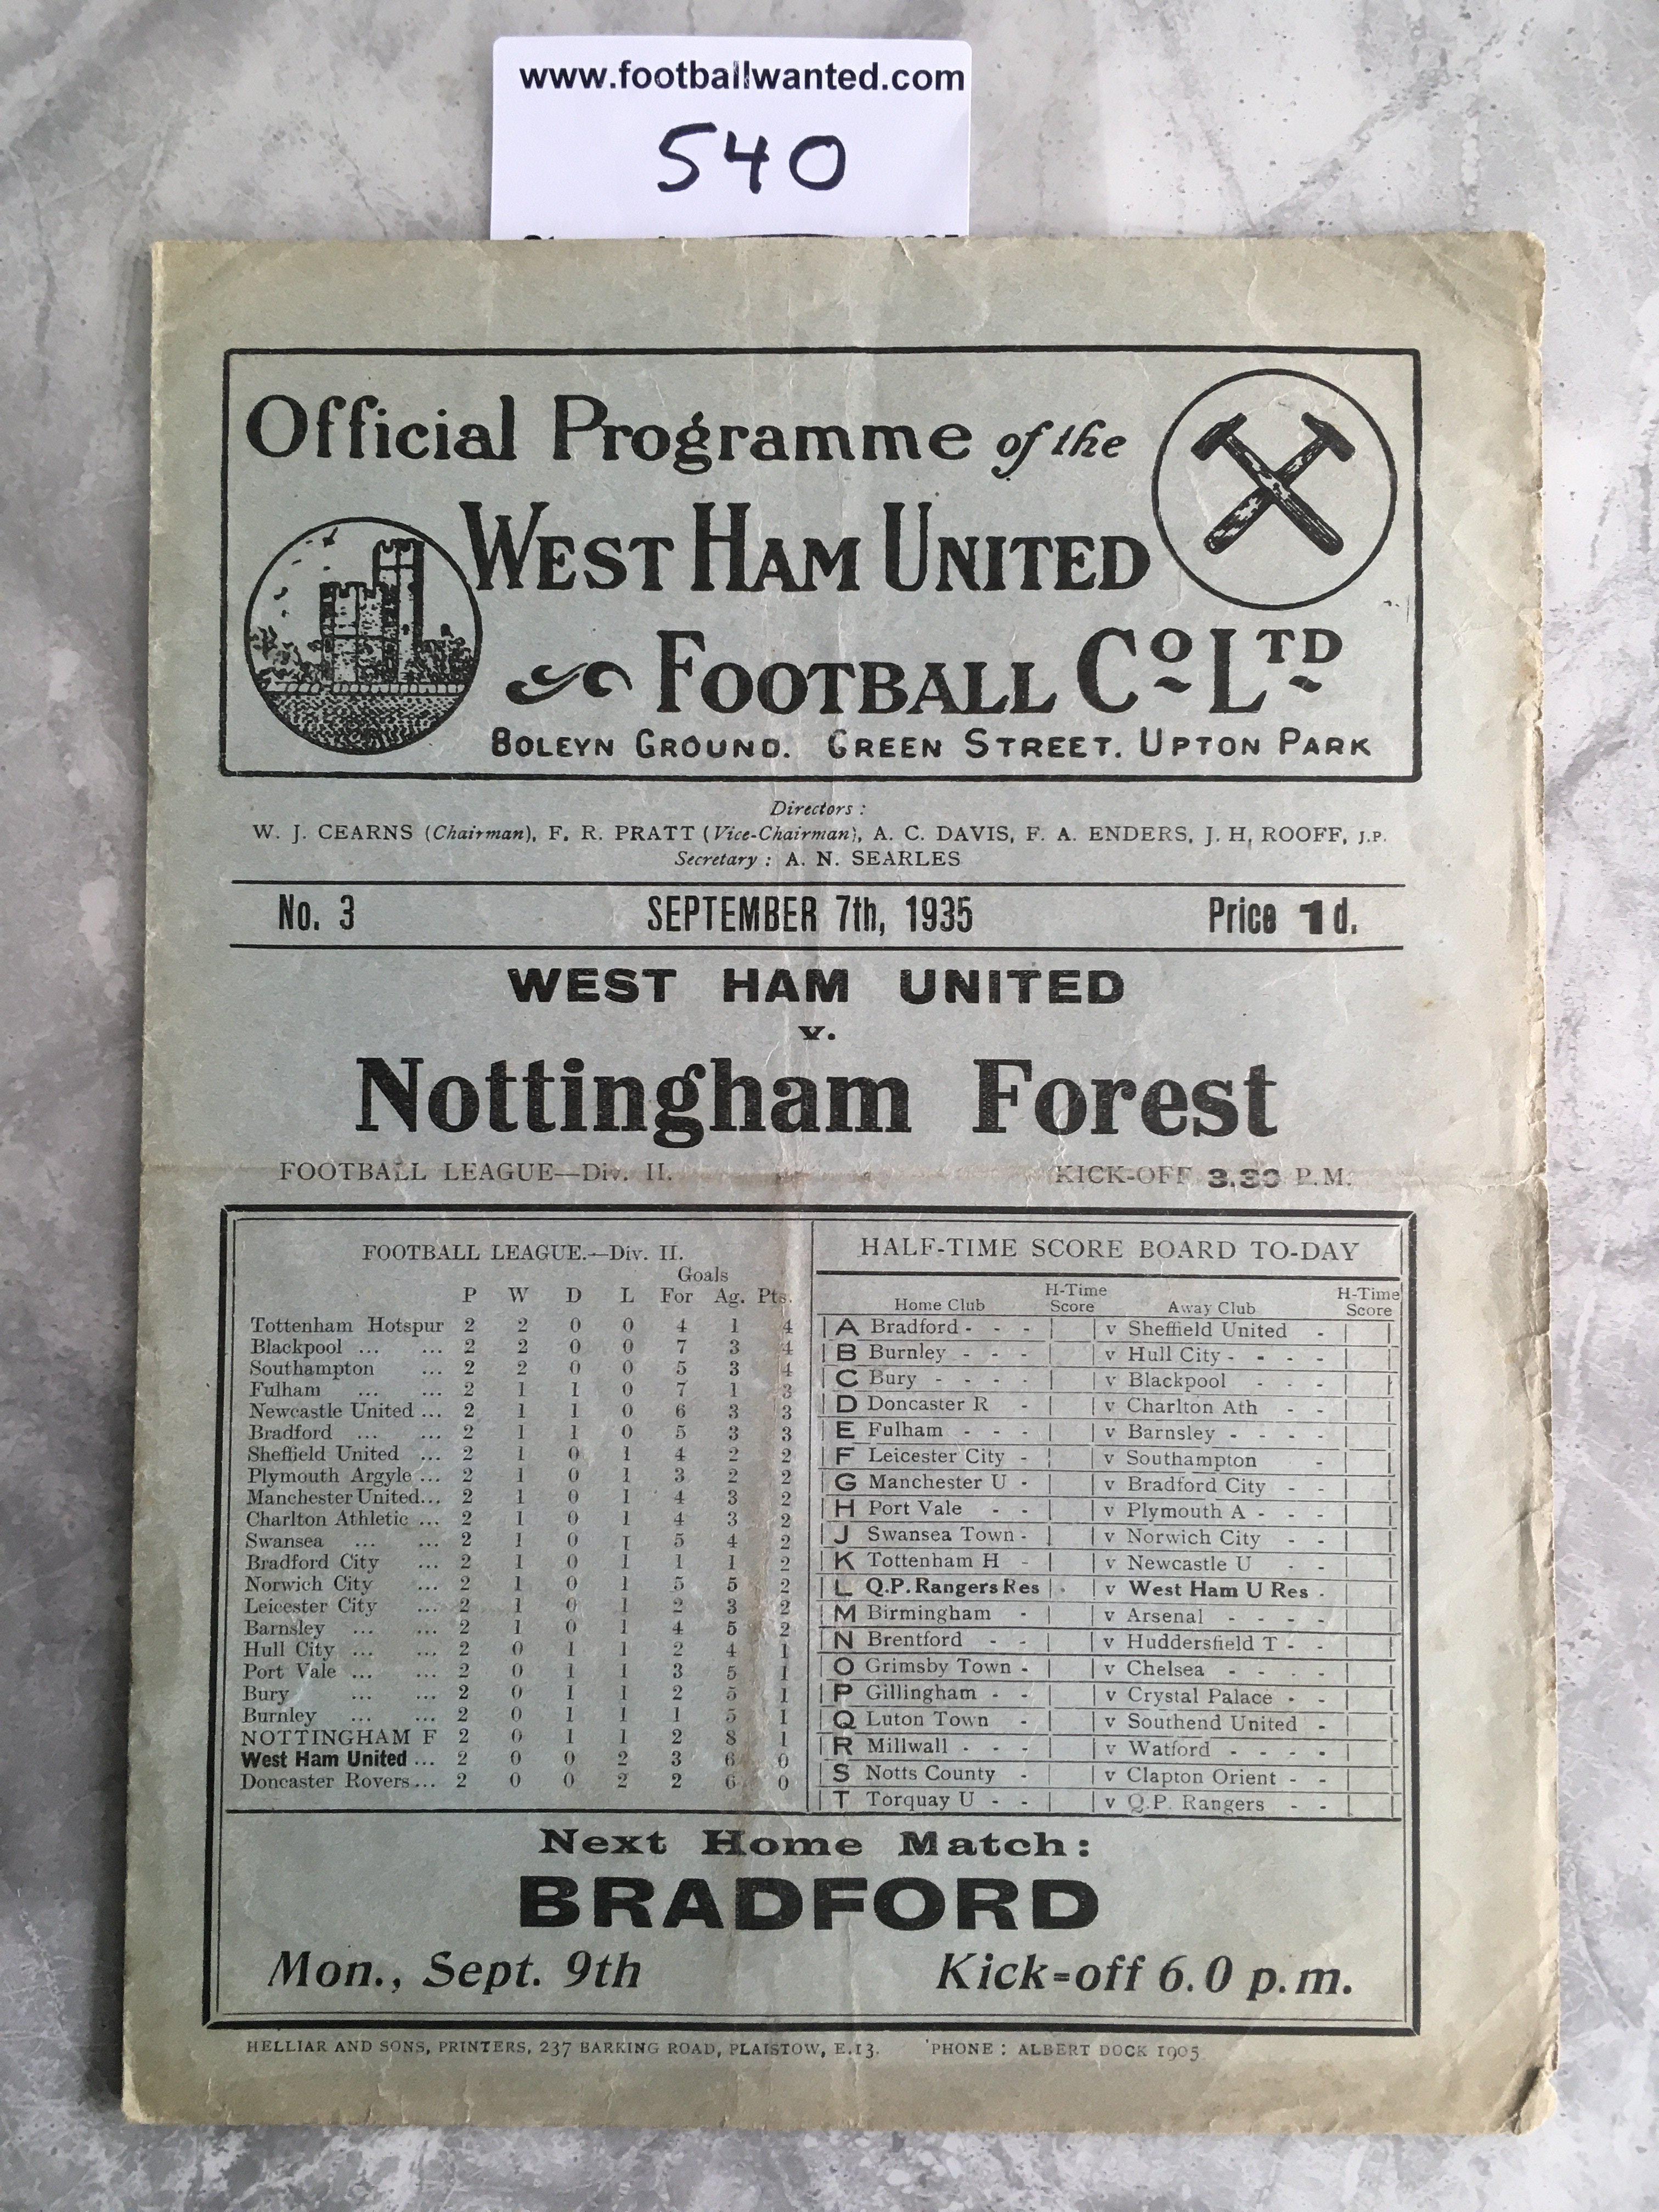 www.footballwanted.com
540
Official Programme of the
WEST HAM UNITED
FOOTBALL Co LTD
BOLEYN GROUND. GREEN STREET. UPTON PARK
Directors :
W. J. CEARNS (Chairman), F. R. PRATT (Vice-Chairman), A. C. DAVIS, F. A. ENDERS, J. H, ROOFF, J.P.
Secretary : A. N. SEARLES
No. 3 SEPTEMBER 7th, 1935 Price 1d.
WEST HAM UNITED
v.
Nottingham Forest
FOOTBALL LEAGUE—Div. II. KICK-OFF 3.30 P.M.
FOOTBALL LEAGUE.—Div. II.
Goals
P W D L For Ag. Pts.
Tottenham Hotspur 2 2 0 0 4 1 4
Blackpool ... ... 2 2 0 0 7 3 4
Southampton ... 2 2 0 0 5 3 4
Fulham ... ... 2 1 1 0 7 1 3
Newcastle United ... 2 1 1 0 6 3 3
Bradford ... ... 2 1 1 0 5 3 3
Sheffield United ... 2 1 0 1 4 2 2
Plymouth Argyle ... 2 1 0 1 3 2 2
Manchester United... 2 1 0 1 4 3 2
Charlton Athletic ... 2 1 0 1 4 3 2
Swansea ... ... 2 1 0 1 5 4 2
Bradford City ... 2 1 0 1 1 1 2
Norwich City ... 2 1 0 1 5 5 2
Leicester City ... 2 1 0 1 2 3 2
Barnsley ... ... 2 1 0 1 4 5 2
Hull City ... ... 2 0 1 1 2 4 1
Port Vale ... ... 2 0 1 1 3 5 1
Bury ... ... 2 0 1 1 2 5 1
Burnley ... ... 2 0 1 1 1 5 1
NOTTINGHAM F 2 0 1 1 2 8 1
West Ham United ... 2 0 0 2 3 6 0
Doncaster Rovers ... 2 0 0 2 2 6 0
HALF-TIME SCORE BOARD TO-DAY
Home Club H-Time Score Away Club H-Time Score
A Bradford - - - v Sheffield United -
B Burnley - - - v Hull City - - - -
C Bury - - - - v Blackpool - - -
D Doncaster R - v Charlton Ath - -
E Fulham - - - v Barnsley - - - -
F Leicester City - v Southampton -
G Manchester U - v Bradford City - -
H Port Vale - - v Plymouth A - - -
J Swansea Town - v Norwich City - -
K Tottenham H - v Newcastle U - -
L Q.P. Rangers Res v West Ham U Res -
M Birmingham - v Arsenal - - - -
N Brentford - - v Huddersfield T - -
O Grimsby Town - v Chelsea - - - -
P Gillingham - - v Crystal Palace - -
Q Luton Town - v Southend United -
R Millwall - - - v Watford - - - -
S Notts County - v Clapton Orient - -
T Torquay U - - v Q.P. Rangers - -
Next Home Match:
BRADFORD
Mon., Sept. 9th Kick-off 6.0 p.m.
HELLIAR AND SONS, PRINTERS, 237 BARKING ROAD, PLAISTOW, E.13. 'PHONE : ALBERT DOCK 1905